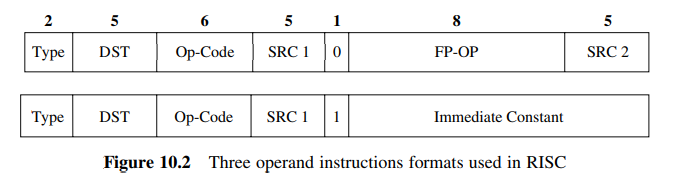 2 5 6 5 1 8 5
Type DST Op-Code SRC 1 0 FP-OP SRC 2
Type DST Op-Code SRC 1 1 Immediate Constant
Figure 10.2 Three operand instructions formats used in RISC